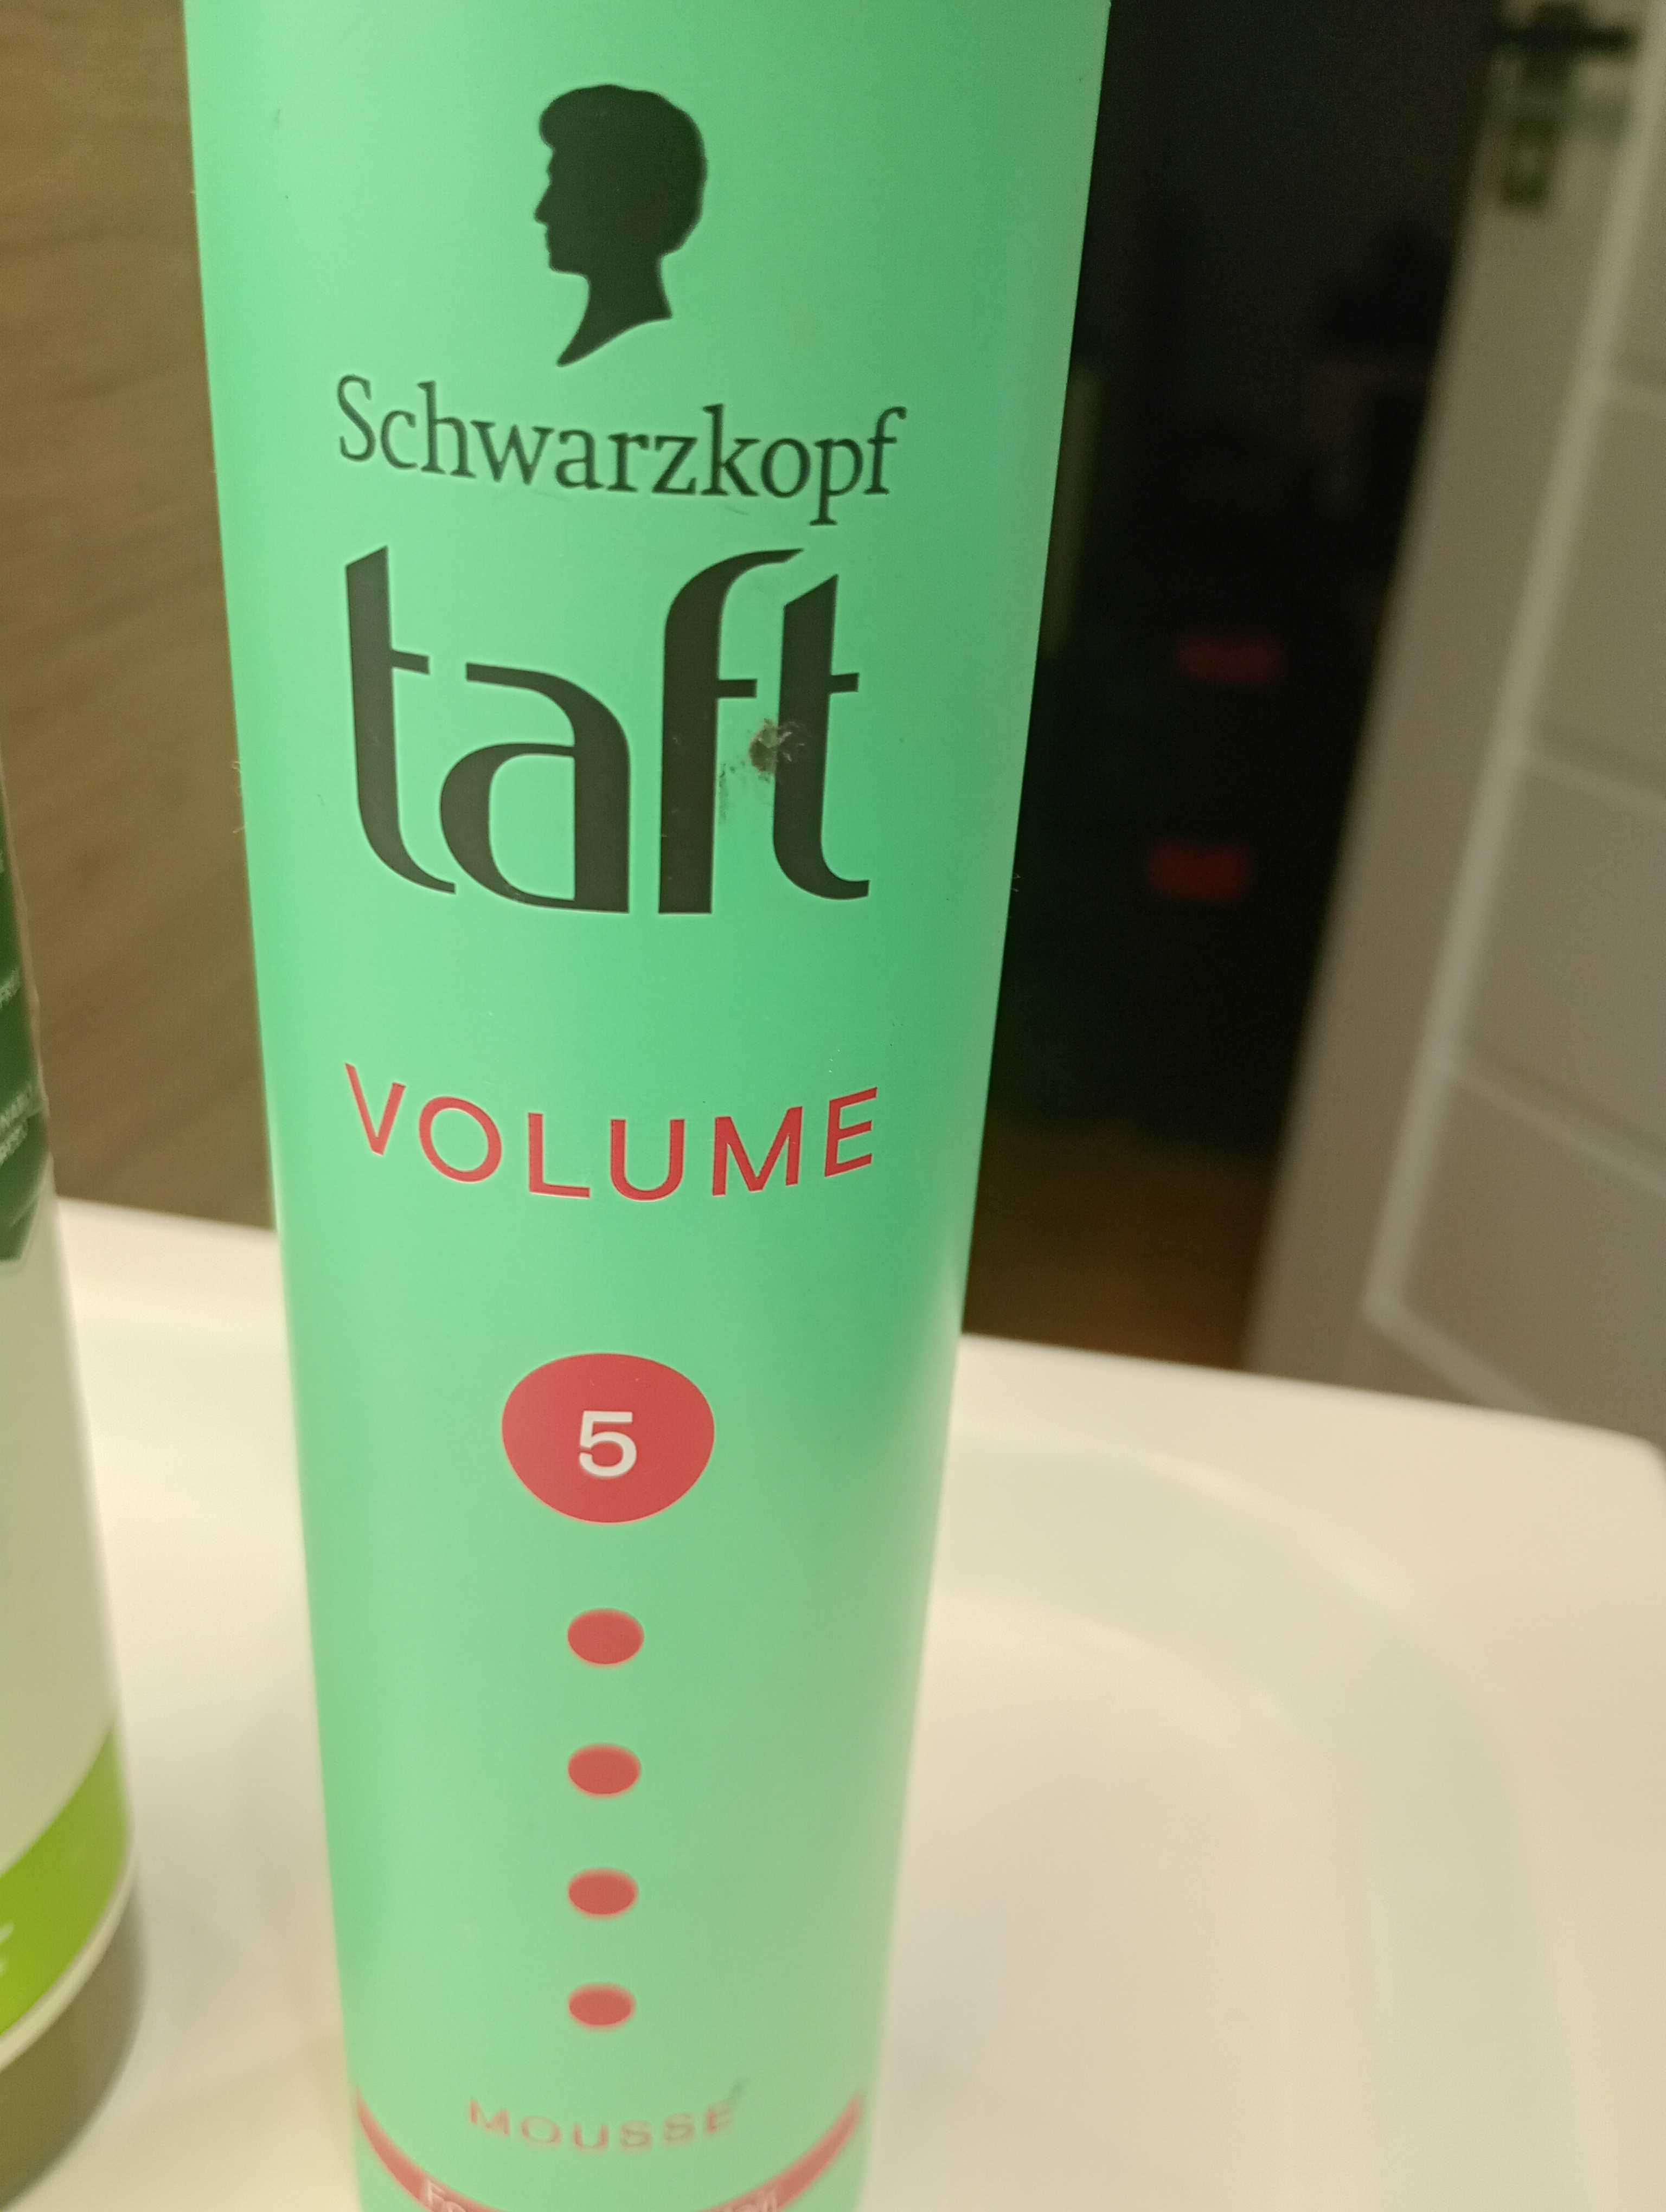 Schwarzkopf
taft
VOLUME
5
MOUSSE